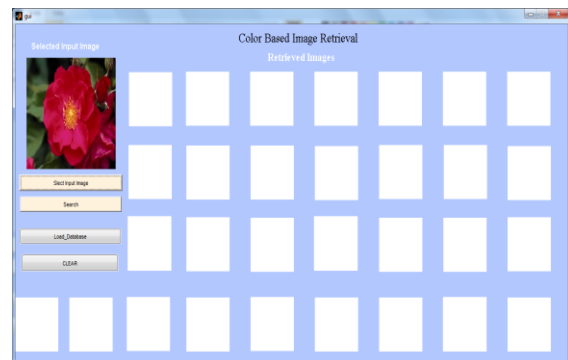 gui
Color Based Image Retrieval
Selected Input Image
Retrieved Images
Slect Input Image
Search
Load_Database
CLEAR